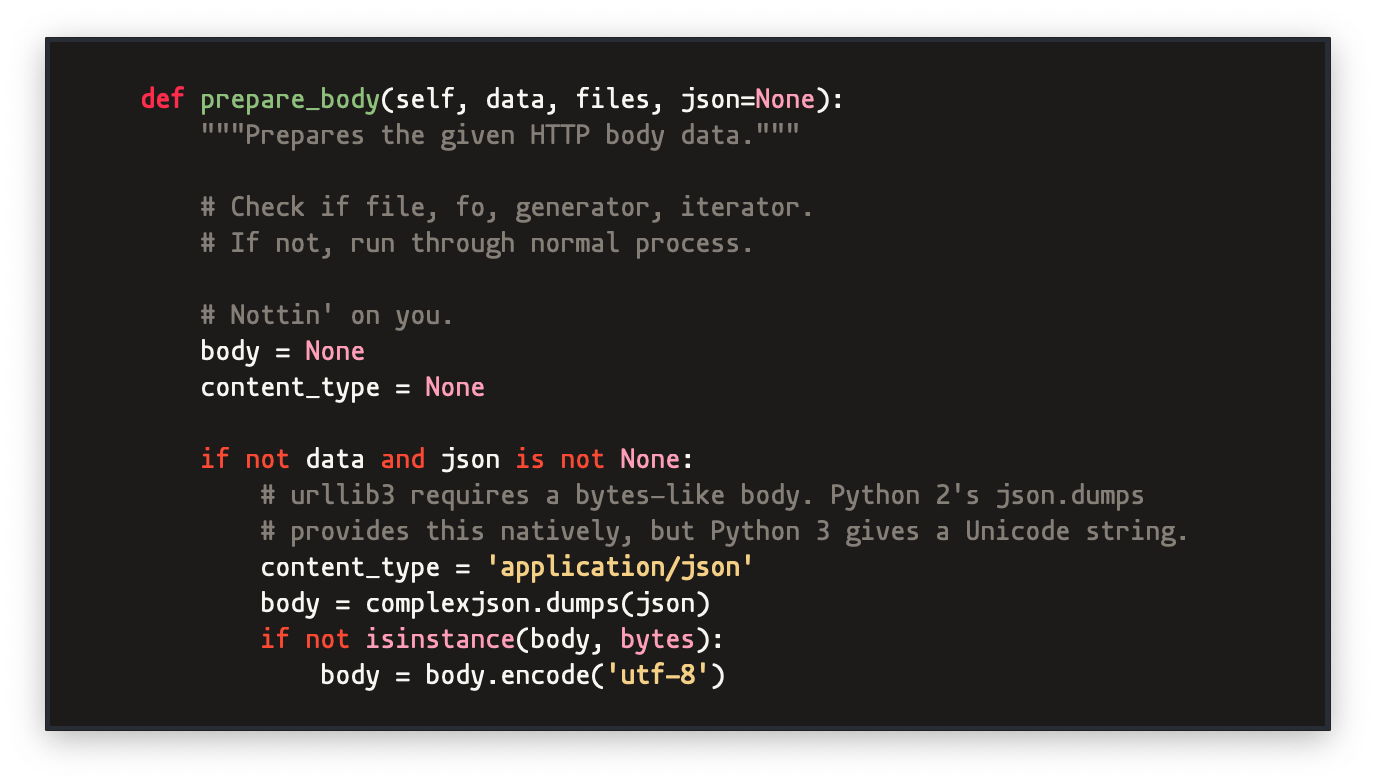 def prepare_body(self, data, files, json=None):
    """Prepares the given HTTP body data."""

    # Check if file, fo, generator, iterator.
    # If not, run through normal process.

    # Nottin' on you.
    body = None
    content_type = None

    if not data and json is not None:
        # urllib3 requires a bytes-like body. Python 2's json.dumps
        # provides this natively, but Python 3 gives a Unicode string.
        content_type = 'application/json'
        body = complexjson.dumps(json)
        if not isinstance(body, bytes):
            body = body.encode('utf-8')